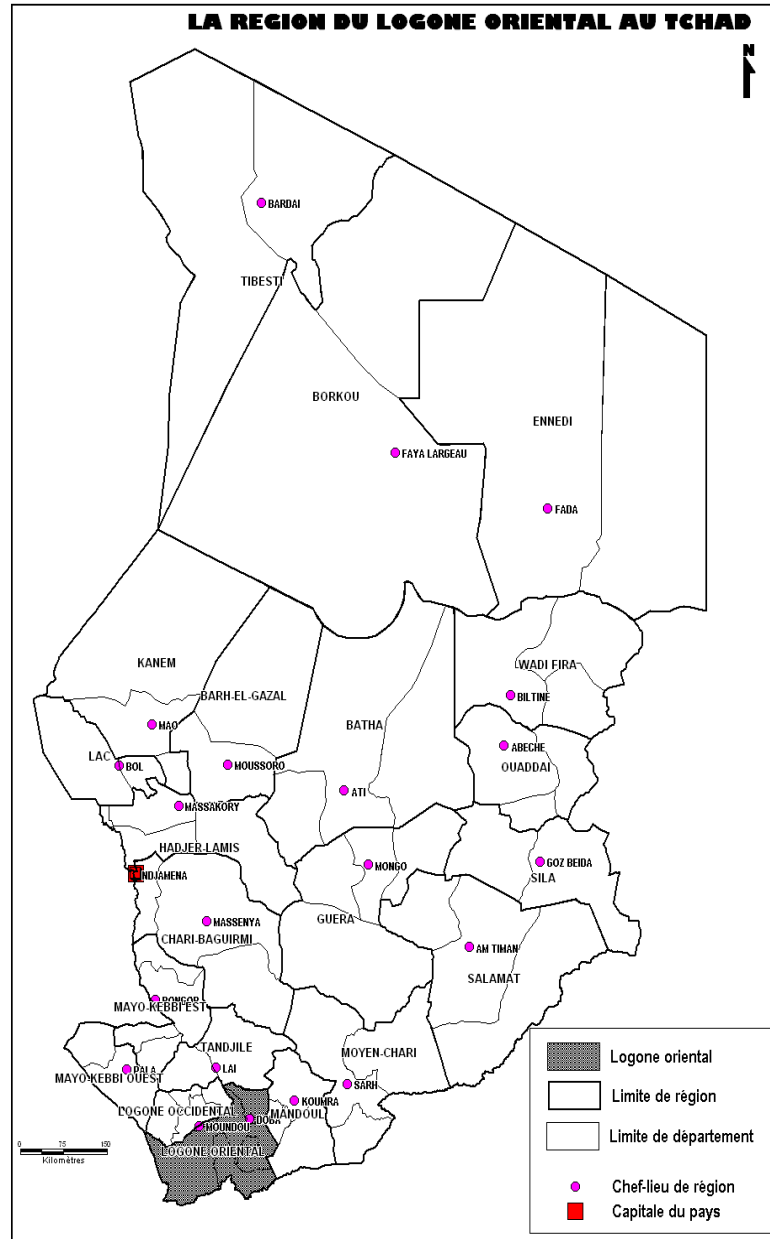 LA REGION DU LOGONE ORIENTAL AU TCHAD
N
BARDAI
TIBESTI
BORKOU
ENNEDI
FAYA LARGEAU
FADA
KANEM
WADI FIRA
BARH-EL-GAZAL
BILTINE
MAO
BATHA
ABECHE
LAC
BOL
MOUSSORO
OUADDAI
ATI
MASSAKORY
HADJER-LAMIS
MONGO
GOZ BEIDA
NDJAMENA
SILA
MASSENYA
GUERA
CHARI-BAGUIRMI
AM TIMAN
SALAMAT
BONGOR
MAYO-KEBBI EST
TANDJILE
MOYEN-CHARI
PALA
LAI
MAYO-KEBBI OUEST
SARH
KOUMRA
LOGONE OCCIDENTAL
MANDOUL
DOBA
MOUNDOU
LOGONE ORIENTAL
0 75 150
Kilomètres
Logone oriental
Limite de région
Limite de département
Chef-lieu de région
Capitale du pays